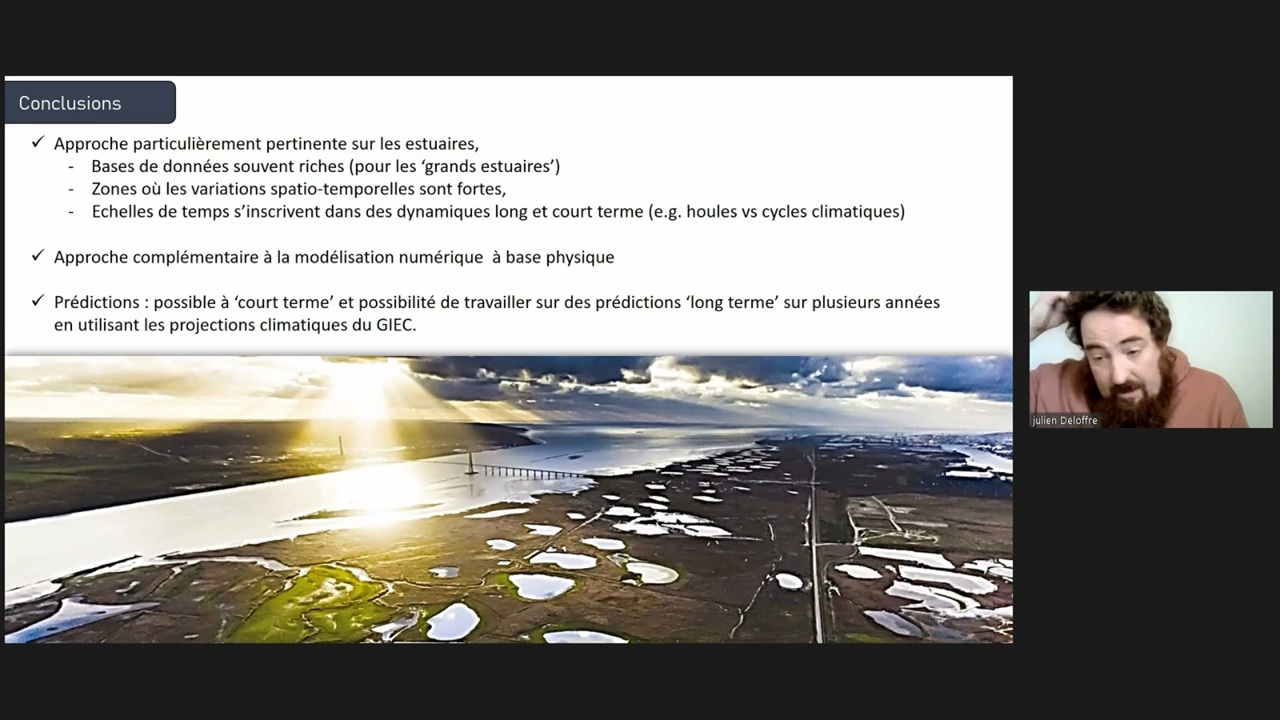 Conclusions
✓ Approche particulièrement pertinente sur les estuaires,
- Bases de données souvent riches (pour les ‘grands estuaires’)
- Zones où les variations spatio-temporelles sont fortes,
- Echelles de temps s’inscrivent dans des dynamiques long et court terme (e.g. houles vs cycles climatiques)
✓ Approche complémentaire à la modélisation numérique à base physique
✓ Prédictions : possible à ‘court terme’ et possibilité de travailler sur des prédictions ‘long terme’ sur plusieurs années
en utilisant les projections climatiques du GIEC.
julien Deloffre